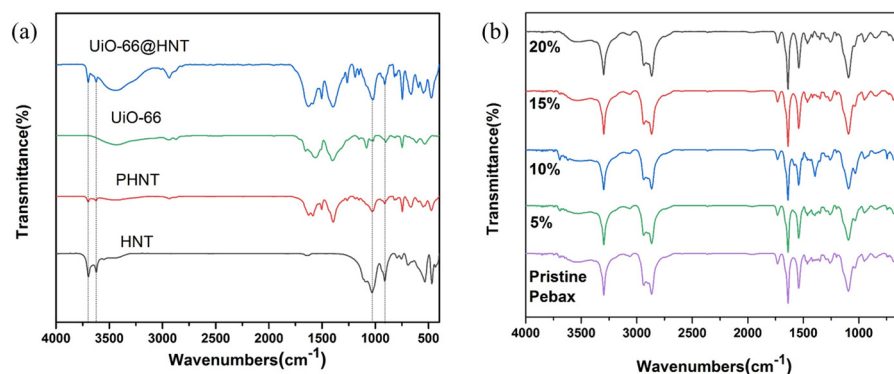 (a)
UiO-66@HNT
UiO-66
PHNT
HNT
Transmittance(%)
4000 3500 3000 2500 2000 1500 1000 500
Wavenumbers(cm⁻¹)
(b)
20%
15%
10%
5%
Pristine
Pebax
Transmittance(%)
4000 3500 3000 2500 2000 1500 1000
Wavenumbers(cm⁻¹)